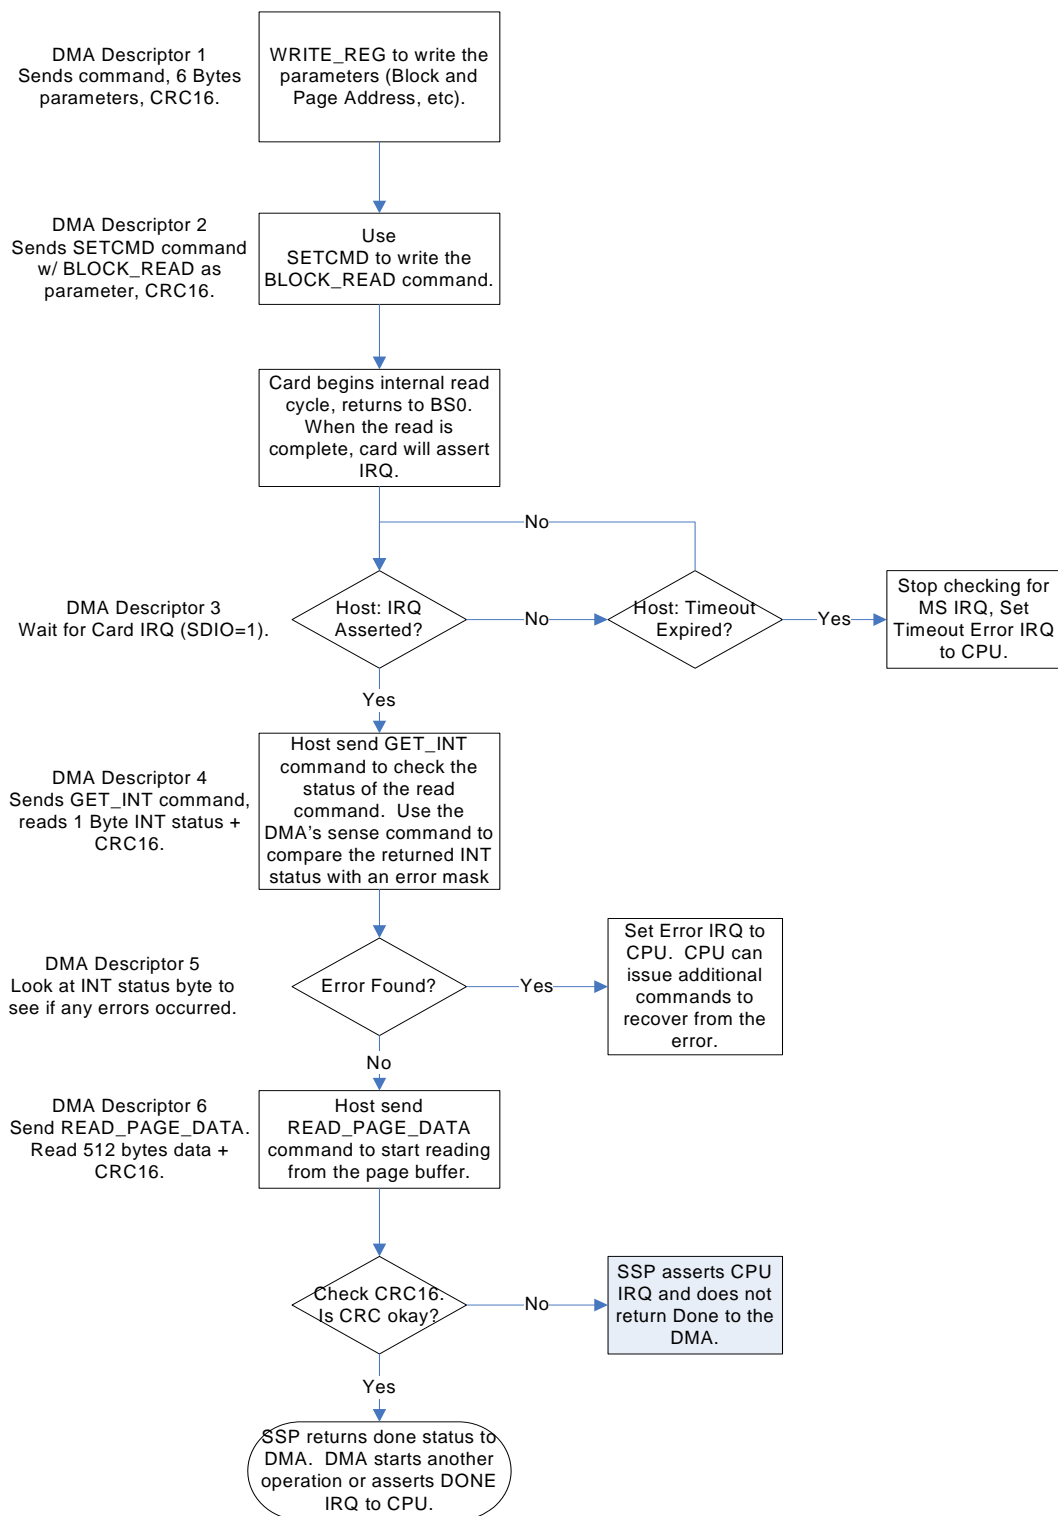 DMA Descriptor 1
Sends command, 6 Bytes
parameters, CRC16.
WRITE_REG to write the
parameters (Block and
Page Address, etc).
DMA Descriptor 2
Sends SETCMD command
w/ BLOCK_READ as
parameter, CRC16.
Use
SETCMD to write the
BLOCK_READ command.
Card begins internal read
cycle, returns to BS0.
When the read is
complete, card will assert
IRQ.
No
DMA Descriptor 3
Wait for Card IRQ (SDIO=1).
Host: IRQ
Asserted?
No
Host: Timeout
Expired?
Yes
Stop checking for
MS IRQ, Set
Timeout Error IRQ
to CPU.
Yes
DMA Descriptor 4
Sends GET_INT command,
reads 1 Byte INT status +
CRC16.
Host send GET_INT
command to check the
status of the read
command. Use the
DMA's sense command to
compare the returned INT
status with an error mask
DMA Descriptor 5
Look at INT status byte to
see if any errors occurred.
Error Found?
Yes
Set Error IRQ to
CPU. CPU can
issue additional
commands to
recover from the
error.
No
DMA Descriptor 6
Send READ_PAGE_DATA.
Read 512 bytes data +
CRC16.
Host send
READ_PAGE_DATA
command to start reading
from the page buffer.
Check CRC16.
Is CRC okay?
No
SSP asserts CPU
IRQ and does not
return Done to the
DMA.
Yes
SSP returns done status to
DMA. DMA starts another
operation or asserts DONE
IRQ to CPU.